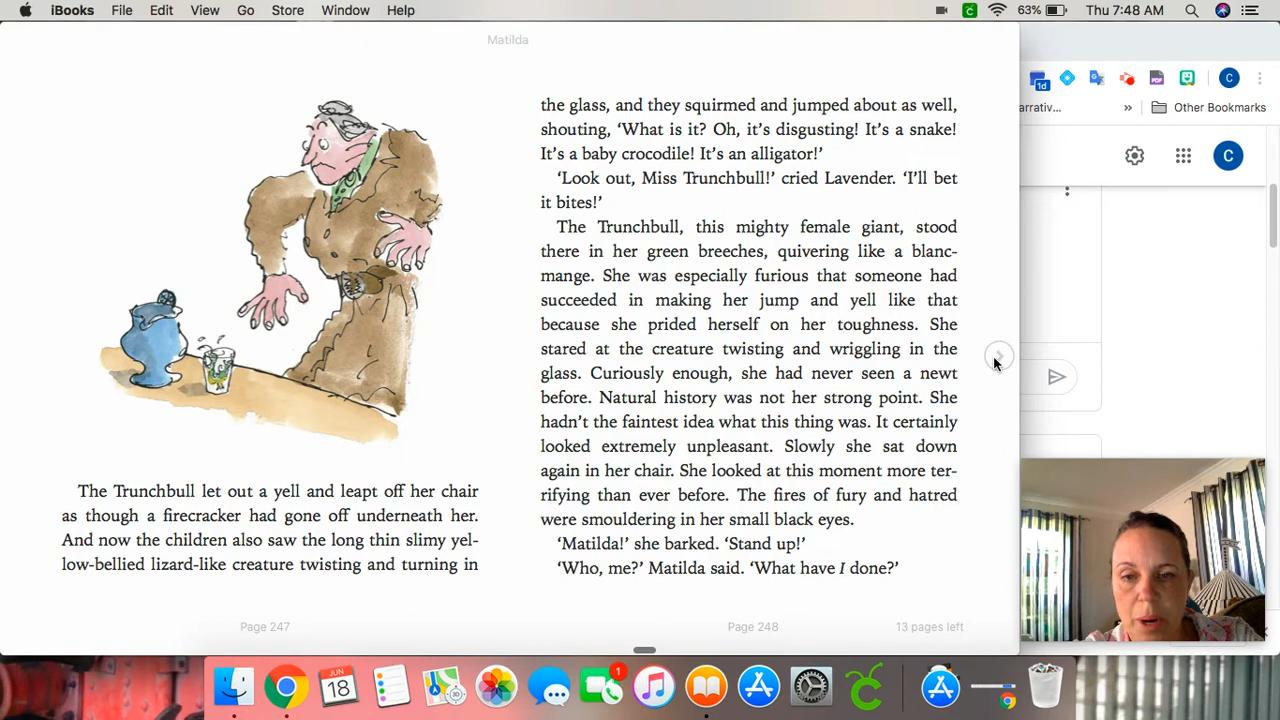 iBooks File Edit View Go Store Window Help
63% Thu 7:48 AM
Matilda
1d
PDF
C
arrativ...
»
Other Bookmarks
C
The Trunchbull let out a yell and leapt off her chair
as though a firecracker had gone off underneath her.
And now the children also saw the long thin slimy yel-
low-bellied lizard-like creature twisting and turning in
the glass, and they squirmed and jumped about as well,
shouting, ‘What is it? Oh, it’s disgusting! It’s a snake!
It’s a baby crocodile! It’s an alligator!’
‘Look out, Miss Trunchbull!’ cried Lavender. ‘I’ll bet
it bites!’
The Trunchbull, this mighty female giant, stood
there in her green breeches, quivering like a blanc-
mange. She was especially furious that someone had
succeeded in making her jump and yell like that
because she prided herself on her toughness. She
stared at the creature twisting and wriggling in the
glass. Curiously enough, she had never seen a newt
before. Natural history was not her strong point. She
hadn’t the faintest idea what this thing was. It certainly
looked extremely unpleasant. Slowly she sat down
again in her chair. She looked at this moment more ter-
rifying than ever before. The fires of fury and hatred
were smouldering in her small black eyes.
‘Matilda!’ she barked. ‘Stand up!’
‘Who, me?’ Matilda said. ‘What have I done?’
Page 247
Page 248
13 pages left
JUN
18
1